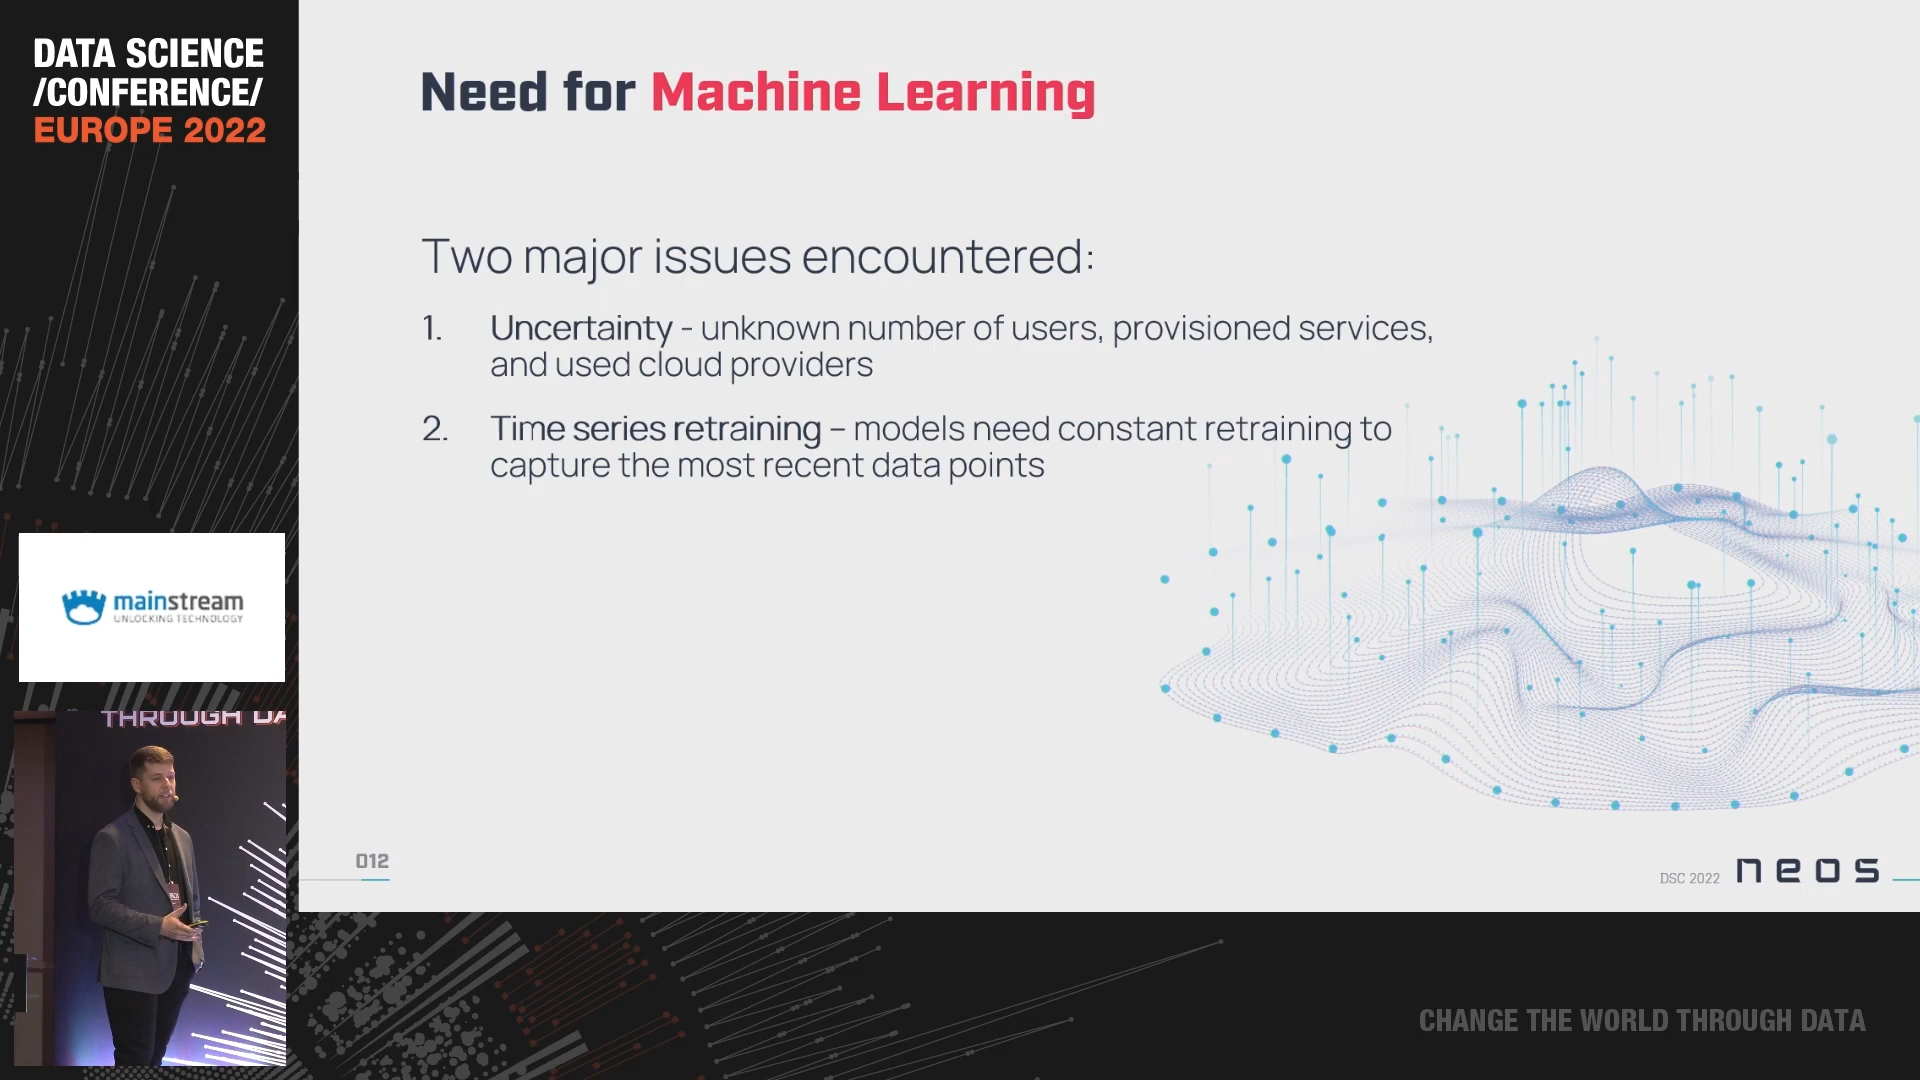 DATA SCIENCE
/CONFERENCE/
EUROPE 2022
Need for Machine Learning
Two major issues encountered:
1. Uncertainty - unknown number of users, provisioned services,
and used cloud providers
2. Time series retraining – models need constant retraining to
capture the most recent data points
mainstream
UNLOCKING TECHNOLOGY
THROUGH DA
012
DSC 2022 neos
CHANGE THE WORLD THROUGH DATA